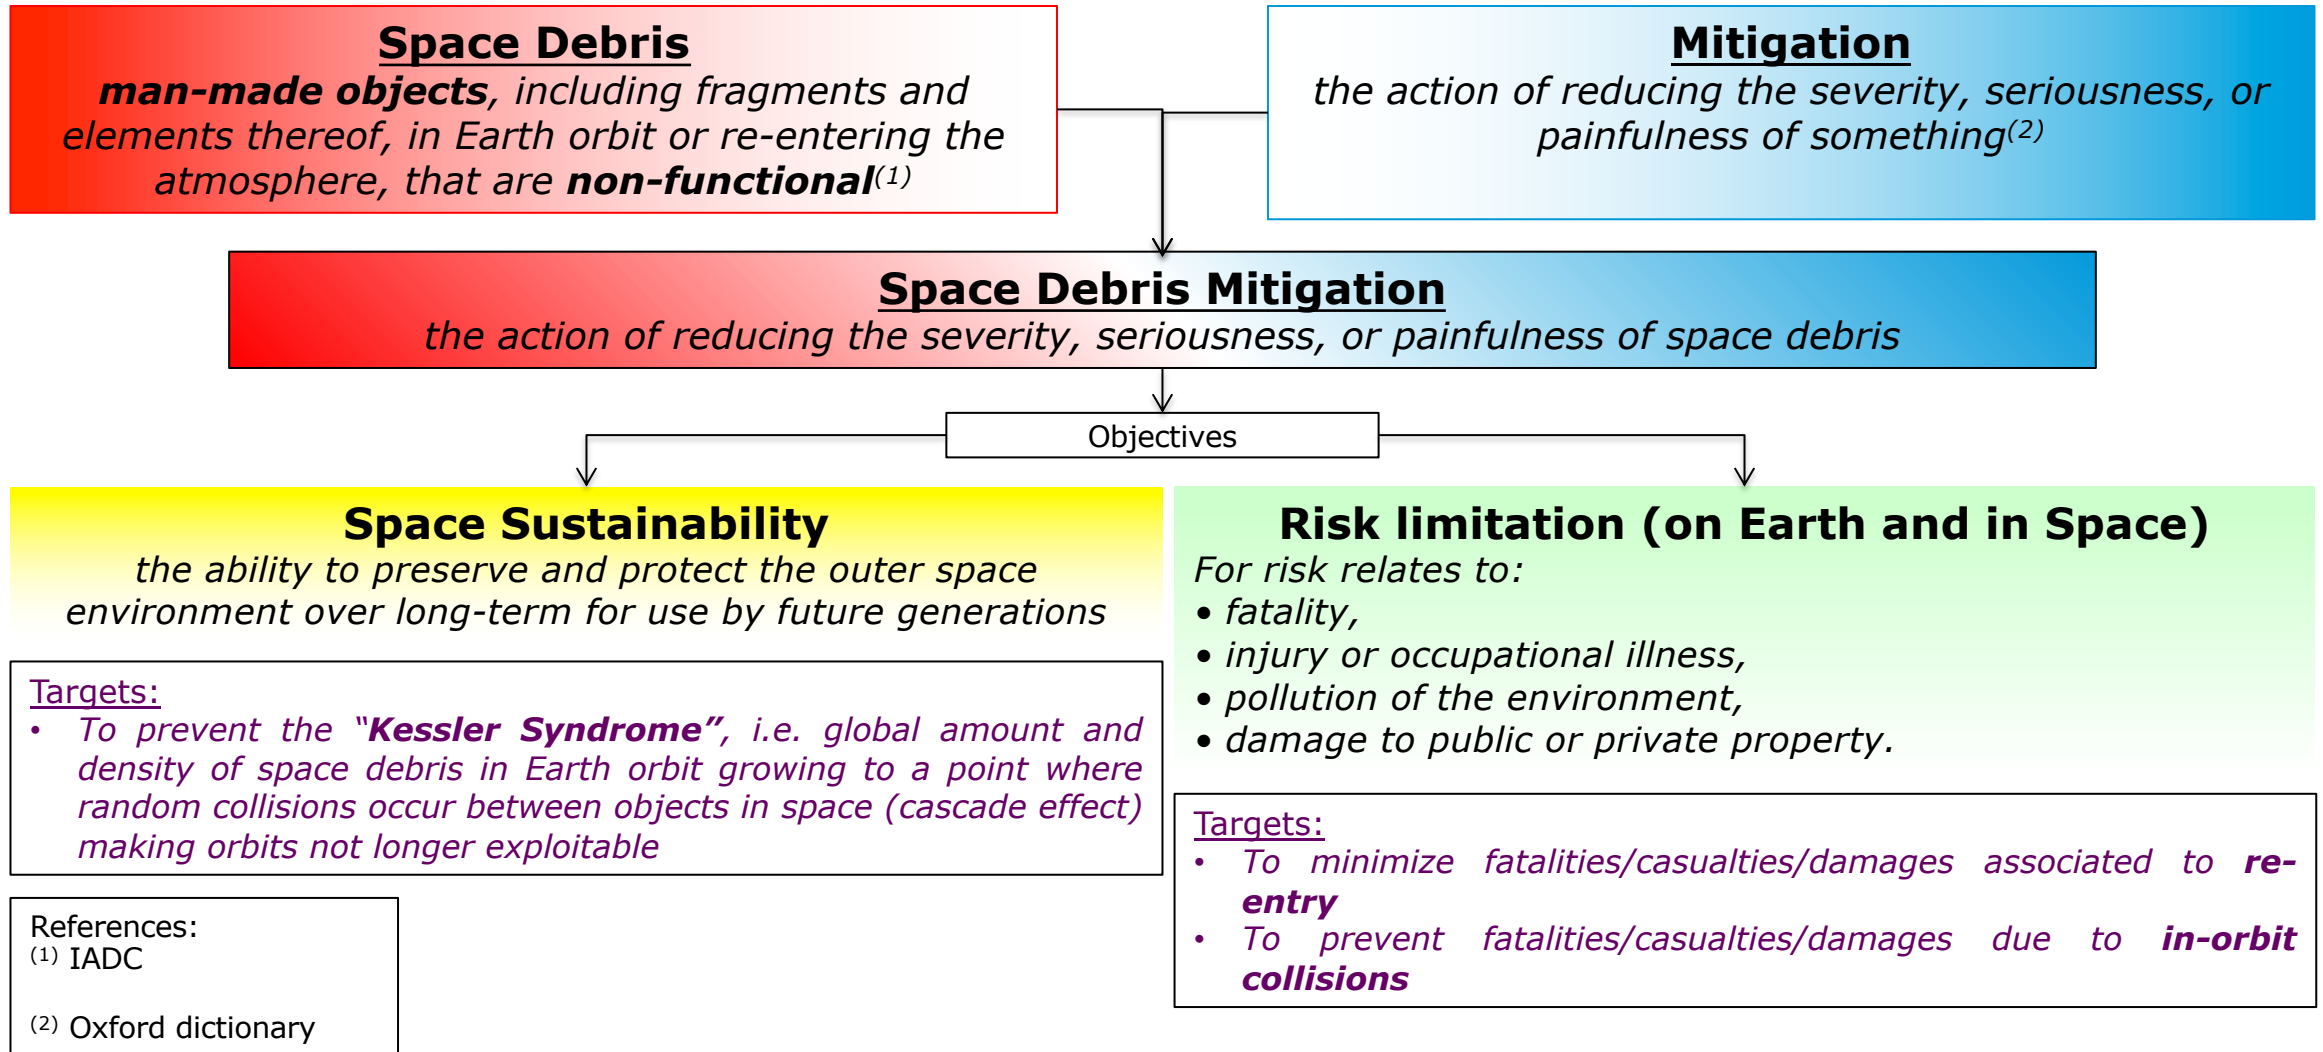 Space Debris
man-made objects, including fragments and
elements thereof, in Earth orbit or re-entering the
atmosphere, that are non-functional(1)
Mitigation
the action of reducing the severity, seriousness, or
painfulness of something(2)
Space Debris Mitigation
the action of reducing the severity, seriousness, or painfulness of space debris
Objectives
Space Sustainability
the ability to preserve and protect the outer space
environment over long-term for use by future generations
Targets:
• To prevent the “Kessler Syndrome”, i.e. global amount and
density of space debris in Earth orbit growing to a point where
random collisions occur between objects in space (cascade effect)
making orbits not longer exploitable
Risk limitation (on Earth and in Space)
For risk relates to:
• fatality,
• injury or occupational illness,
• pollution of the environment,
• damage to public or private property.
Targets:
• To minimize fatalities/casualties/damages associated to re-
entry
• To prevent fatalities/casualties/damages due to in-orbit
collisions
References:
(1) IADC
(2) Oxford dictionary